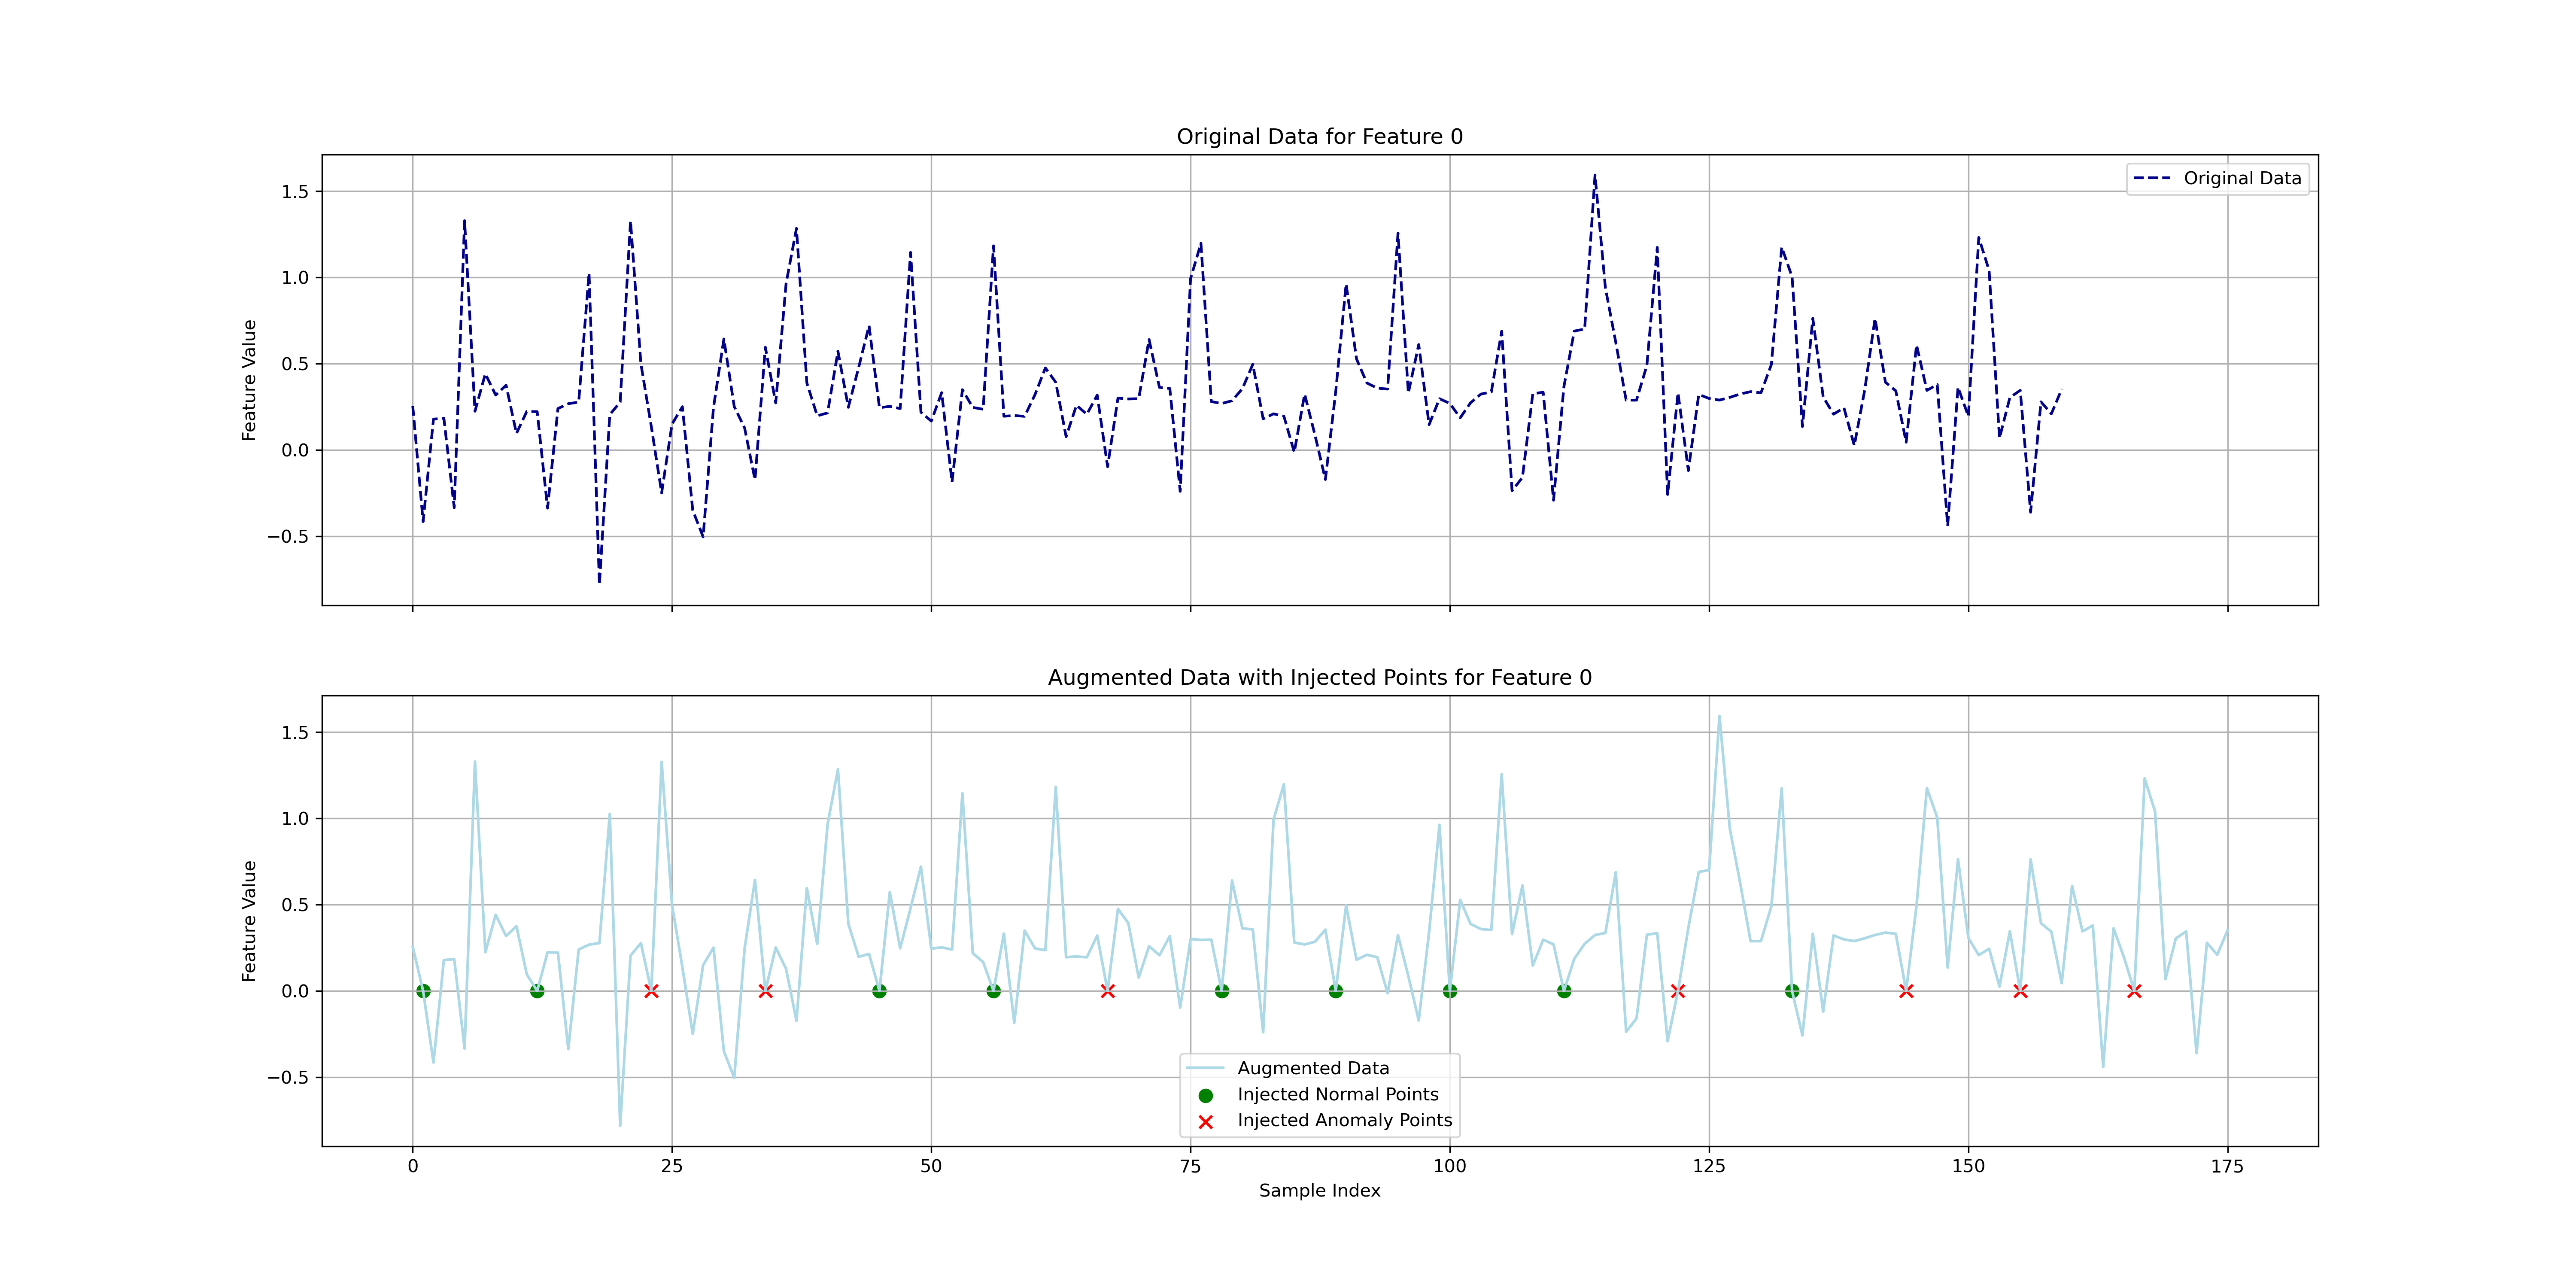 Original Data for Feature 0
1.5
1.0
0.5
0.0
−0.5
Feature Value
Original Data
Augmented Data with Injected Points for Feature 0
1.5
1.0
0.5
0.0
−0.5
Feature Value
Augmented Data
Injected Normal Points
Injected Anomaly Points
0 25 50 75 100 125 150 175
Sample Index